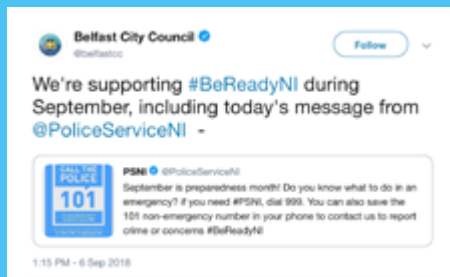 Belfast City Council
@belfastcc
Follow
We're supporting #BeReadyNI during
September, including today's message from
@PoliceServiceNI -
CALL THE
POLICE
101
PSNI @PoliceServiceNI
September is preparedness month! Do you know what to do in an
emergency? if you need #PSNI, dial 999. You can also save the
101 non-emergency number in your phone to contact us to report
crime or concerns #BeReadyNI
1:15 PM - 6 Sep 2018